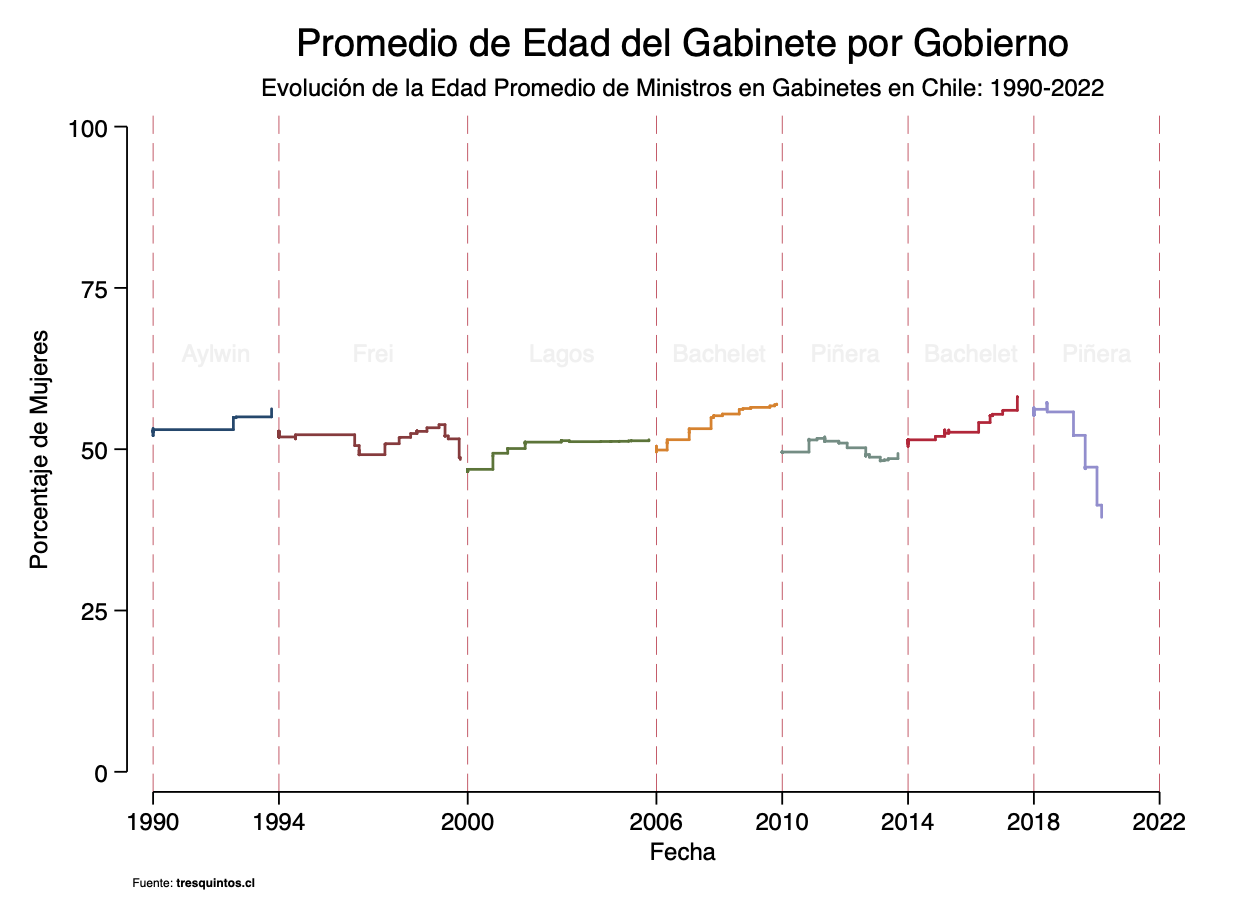 Promedio de Edad del Gabinete por Gobierno
Evolución de la Edad Promedio de Ministros en Gabinetes en Chile: 1990-2022
100
75
50
25
0
Porcentaje de Mujeres
Aylwin Frei Lagos Bachelet Piñera Bachelet Piñera
1990 1994 2000 2006 2010 2014 2018 2022
Fecha
Fuente: tresquintos.cl